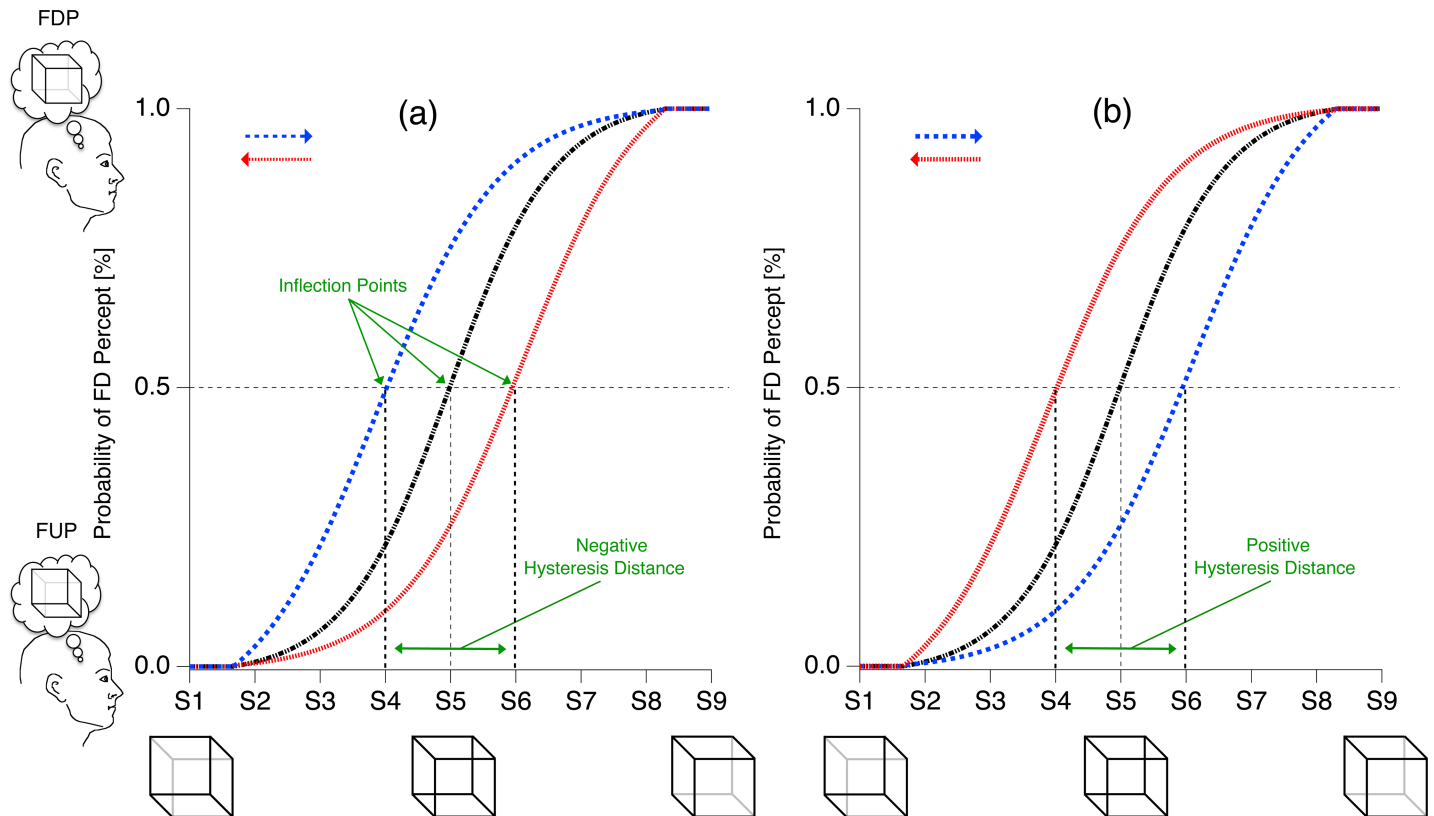 FDP
FUP
(a)
1.0
0.5
0.0
Probability of FD Percept [%]
Inflection Points
Negative
Hysteresis Distance
S1 S2 S3 S4 S5 S6 S7 S8 S9
(b)
1.0
0.5
0.0
Probability of FD Percept [%]
Positive
Hysteresis Distance
S1 S2 S3 S4 S5 S6 S7 S8 S9